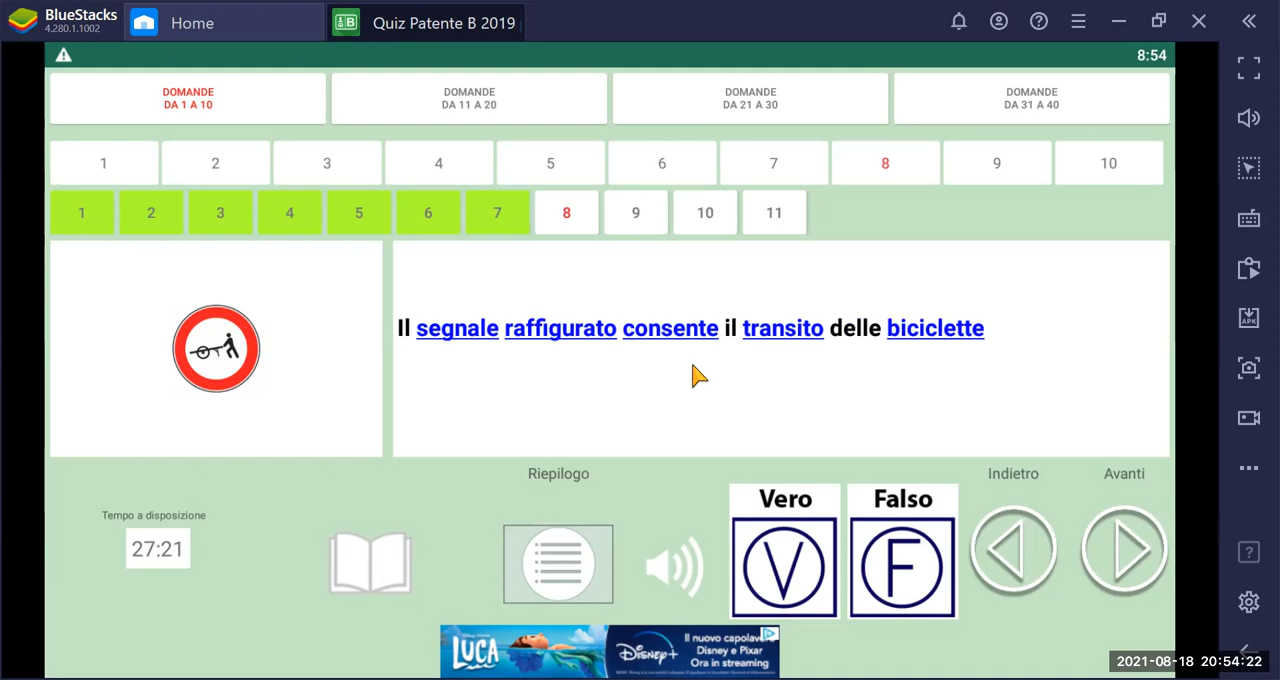 BlueStacks
4.280.1.1002
Home
Quiz Patente B 2019
8:54
DOMANDE
DA 1 A 10
DOMANDE
DA 11 A 20
DOMANDE
DA 21 A 30
DOMANDE
DA 31 A 40
1 2 3 4 5 6 7 8 9 10
1 2 3 4 5 6 7 8 9 10 11
Il segnale raffigurato consente il transito delle biciclette
Riepilogo
Indietro
Avanti
Vero
Falso
Tempo a disposizione
27:21
V
F
LUCA
Disney+
Il nuovo capolavoro
Disney e Pixar
Ora in streaming
APK
2021-08-18 20:54:22